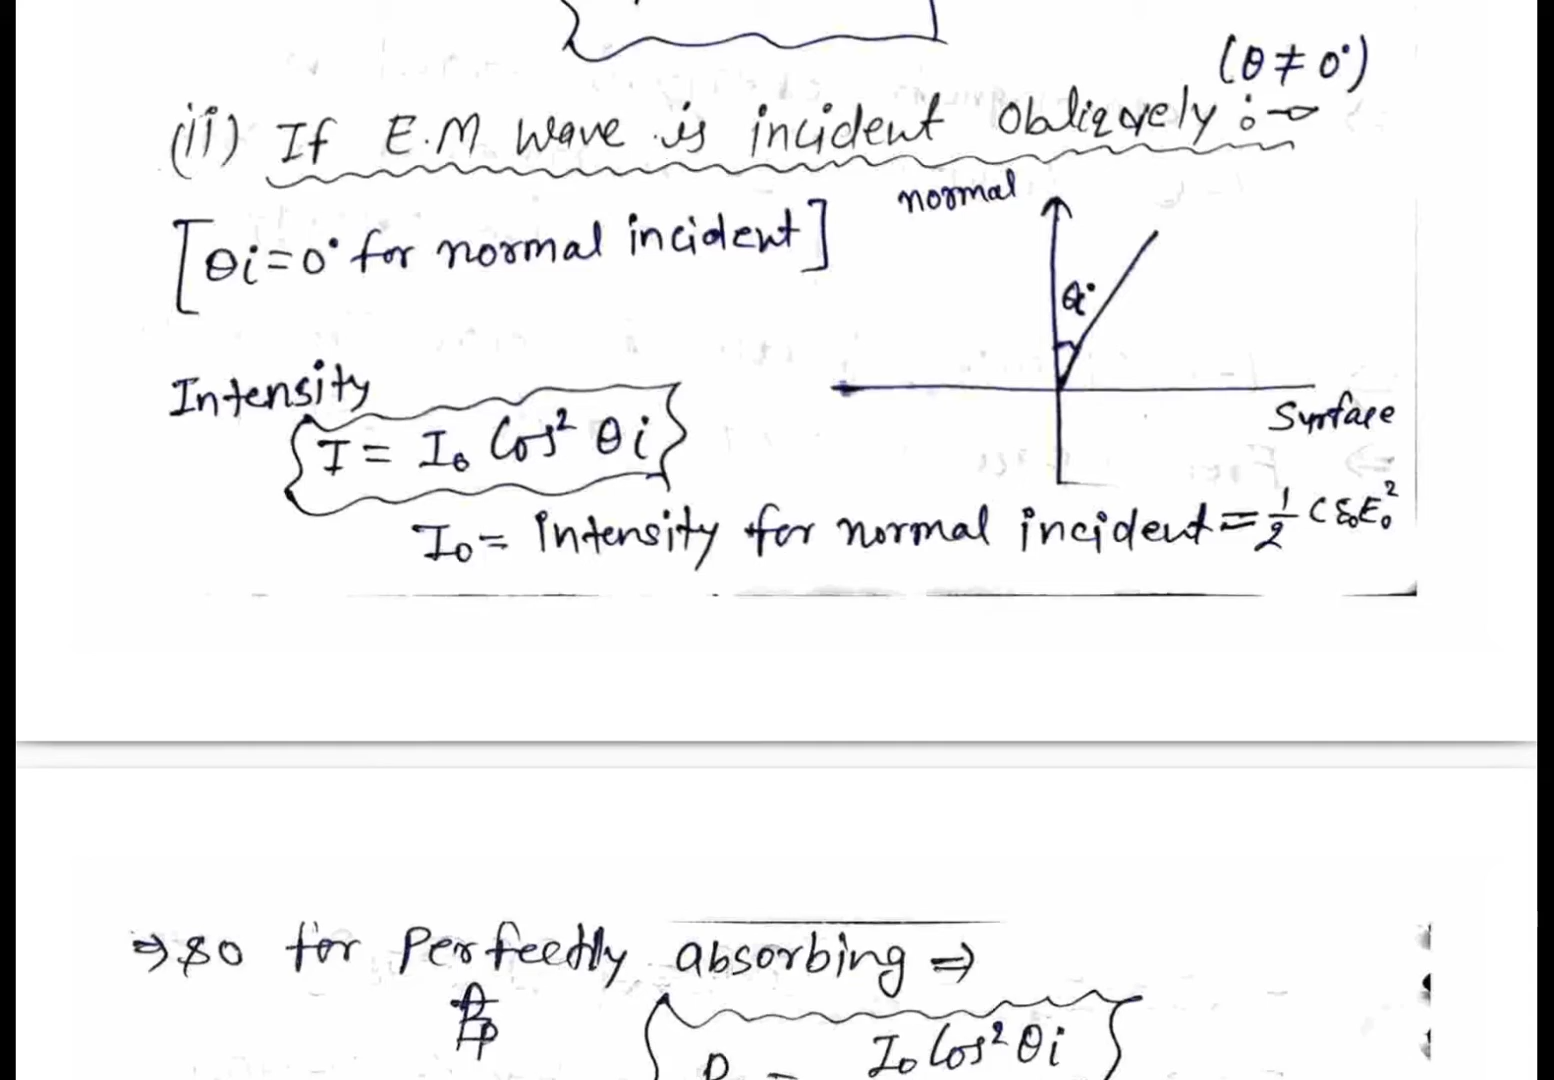 (θ ≠ 0°)
(ii) If E.M wave is incident Obliquely :→
[θi = 0° for normal incident]
normal
θi
Intensity
Surface
I = I₀ Cos² θi
I₀ = Intensity for normal incident = 1/2 C ε₀E₀²
⇒ So for Perfectly absorbing ⇒
I₀ Cos² θi